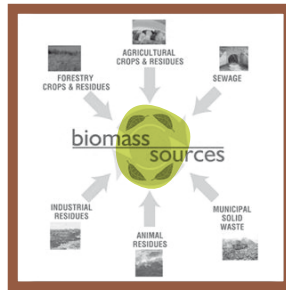 AGRICULTURAL
CROPS & RESIDUES
FORESTRY
CROPS & RESIDUES
SEWAGE
biomass
sources
INDUSTRIAL
RESIDUES
ANIMAL
RESIDUES
MUNICIPAL
SOLID
WASTE